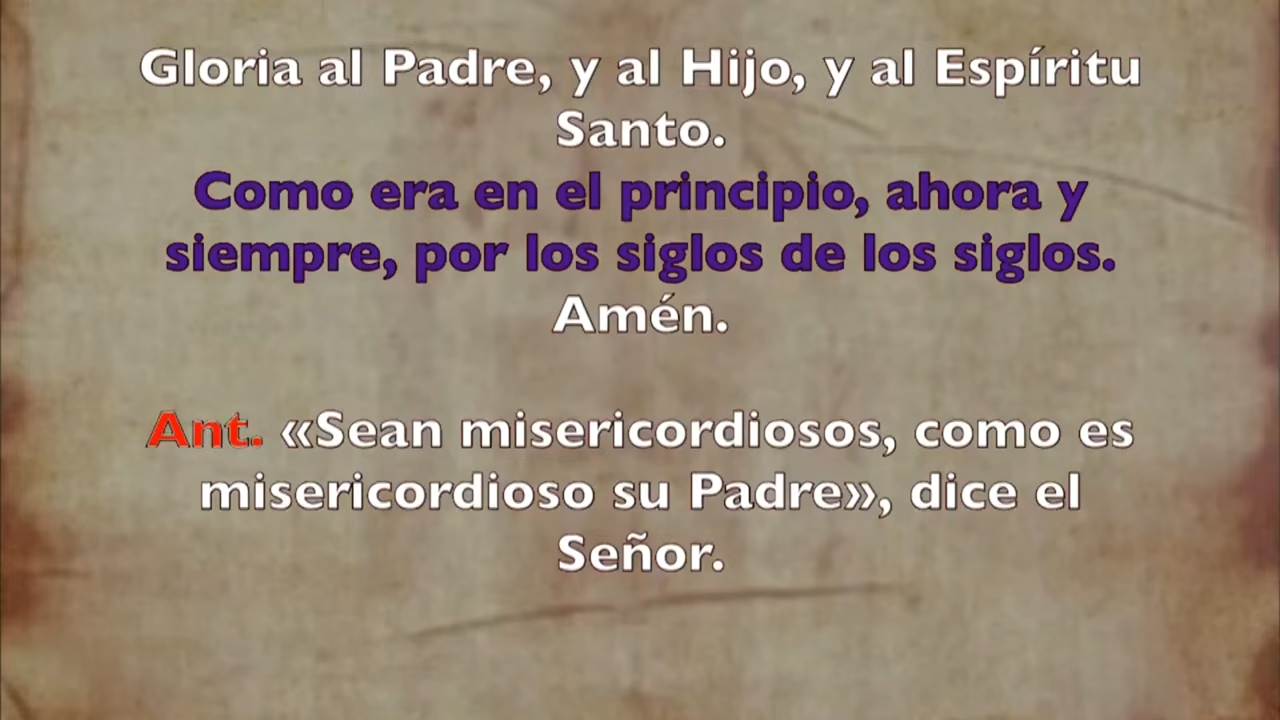 Gloria al Padre, y al Hijo, y al Espíritu
Santo.
Como era en el principio, ahora y
siempre, por los siglos de los siglos.
Amén.
Ant. «Sean misericordiosos, como es
misericordioso su Padre», dice el
Señor.